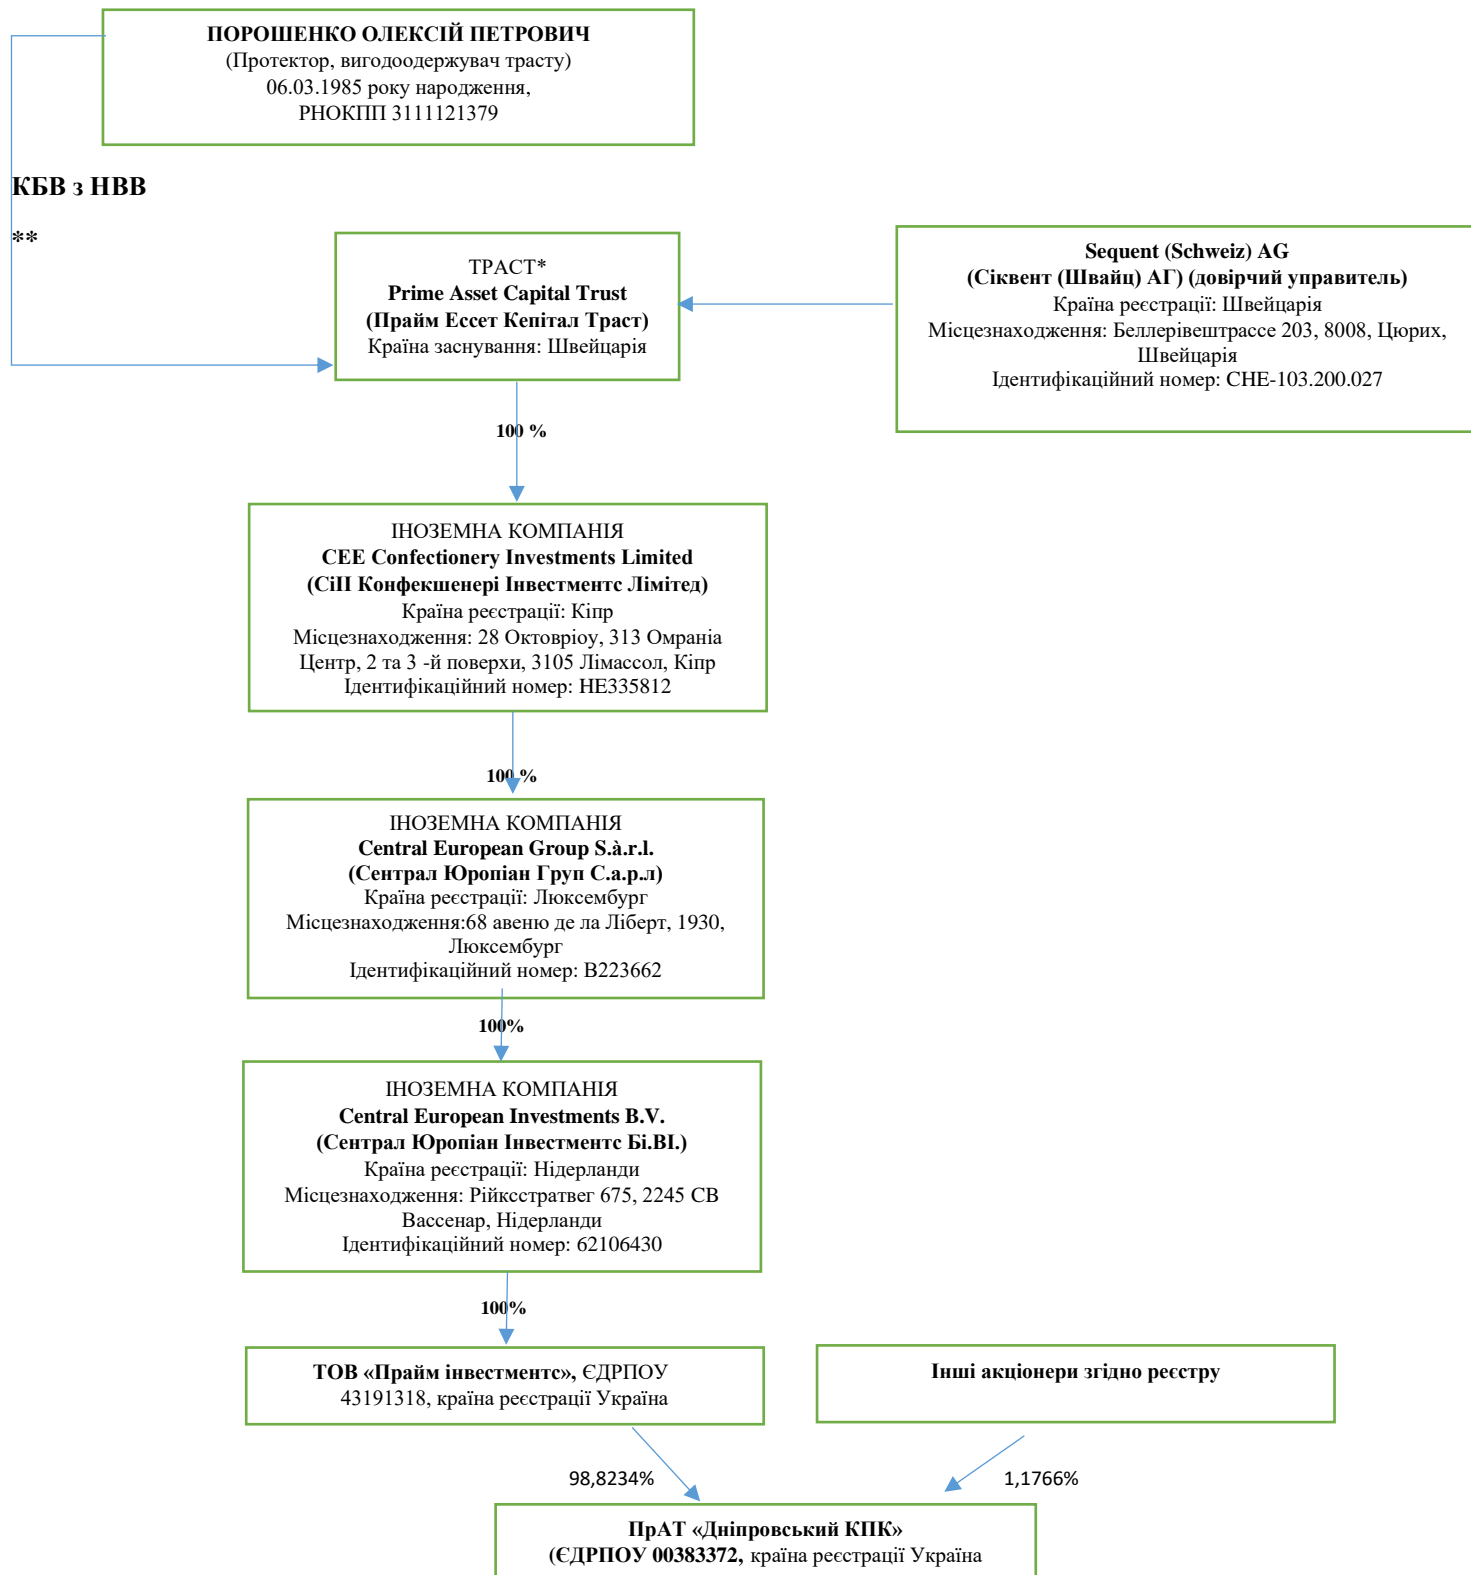 ПОРОШЕНКО ОЛЕКСІЙ ПЕТРОВИЧ
(Протектор, вигодоодержувач трасту)
06.03.1985 року народження,
РНОКПП 3111121379
КБВ з НВВ
**
ТРАСТ*
Prime Asset Capital Trust
(Прайм Ессет Кепітал Траст)
Країна заснування: Швейцарія
Sequent (Schweiz) AG
(Сіквент (Швайц) АГ) (довірчий управитель)
Країна реєстрації: Швейцарія
Місцезнаходження: Беллерівештрассе 203, 8008, Цюрих,
Швейцарія
Ідентифікаційний номер: CHE-103.200.027
100 %
ІНОЗЕМНА КОМПАНІЯ
CEE Confectionery Investments Limited
(СіІІ Конфекшенері Інвестментс Лімітед)
Країна реєстрації: Кіпр
Місцезнаходження: 28 Октовріоу, 313 Омраніа
Центр, 2 та 3 -й поверхи, 3105 Лімассол, Кіпр
Ідентифікаційний номер: HE335812
100 %
ІНОЗЕМНА КОМПАНІЯ
Central European Group S.à.r.l.
(Сентрал Юропіан Груп С.а.р.л)
Країна реєстрації: Люксембург
Місцезнаходження:68 авеню де ла Ліберт, 1930,
Люксембург
Ідентифікаційний номер: B223662
100%
ІНОЗЕМНА КОМПАНІЯ
Central European Investments B.V.
(Сентрал Юропіан Інвестментс Бі.ВІ.)
Країна реєстрації: Нідерланди
Місцезнаходження: Рійксстратвег 675, 2245 СВ
Вассенар, Нідерланди
Ідентифікаційний номер: 62106430
100%
ТОВ «Прайм інвестментс», ЄДРПОУ
43191318, країна реєстрації Україна
Інші акціонери згідно реєстру
98,8234%
1,1766%
ПрАТ «Дніпровський КПК»
(ЄДРПОУ 00383372, країна реєстрації Україна